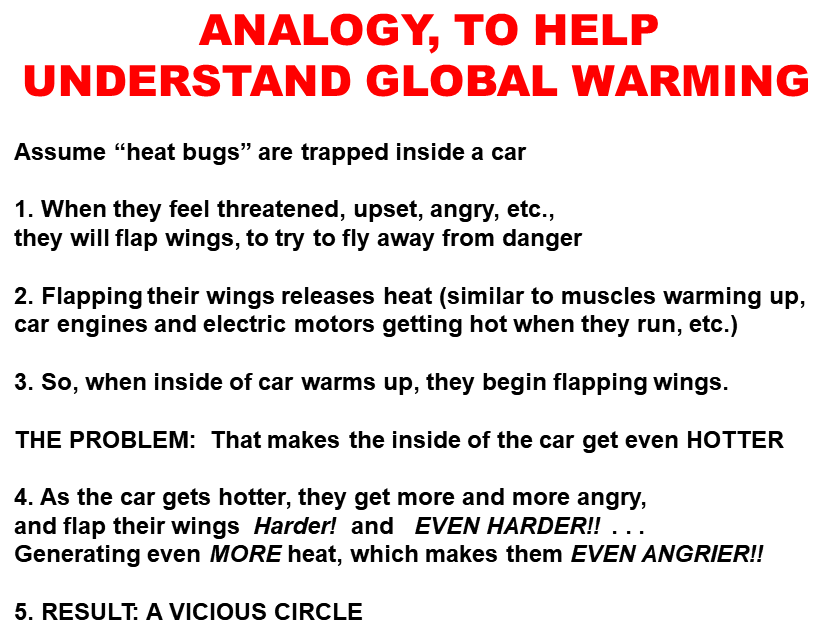 ANALOGY, TO HELP
UNDERSTAND GLOBAL WARMING
Assume “heat bugs” are trapped inside a car
1. When they feel threatened, upset, angry, etc.,
they will flap wings, to try to fly away from danger
2. Flapping their wings releases heat (similar to muscles warming up,
car engines and electric motors getting hot when they run, etc.)
3. So, when inside of car warms up, they begin flapping wings.
THE PROBLEM: That makes the inside of the car get even HOTTER
4. As the car gets hotter, they get more and more angry,
and flap their wings Harder! and EVEN HARDER!! . . .
Generating even MORE heat, which makes them EVEN ANGRIER!!
5. RESULT: A VICIOUS CIRCLE